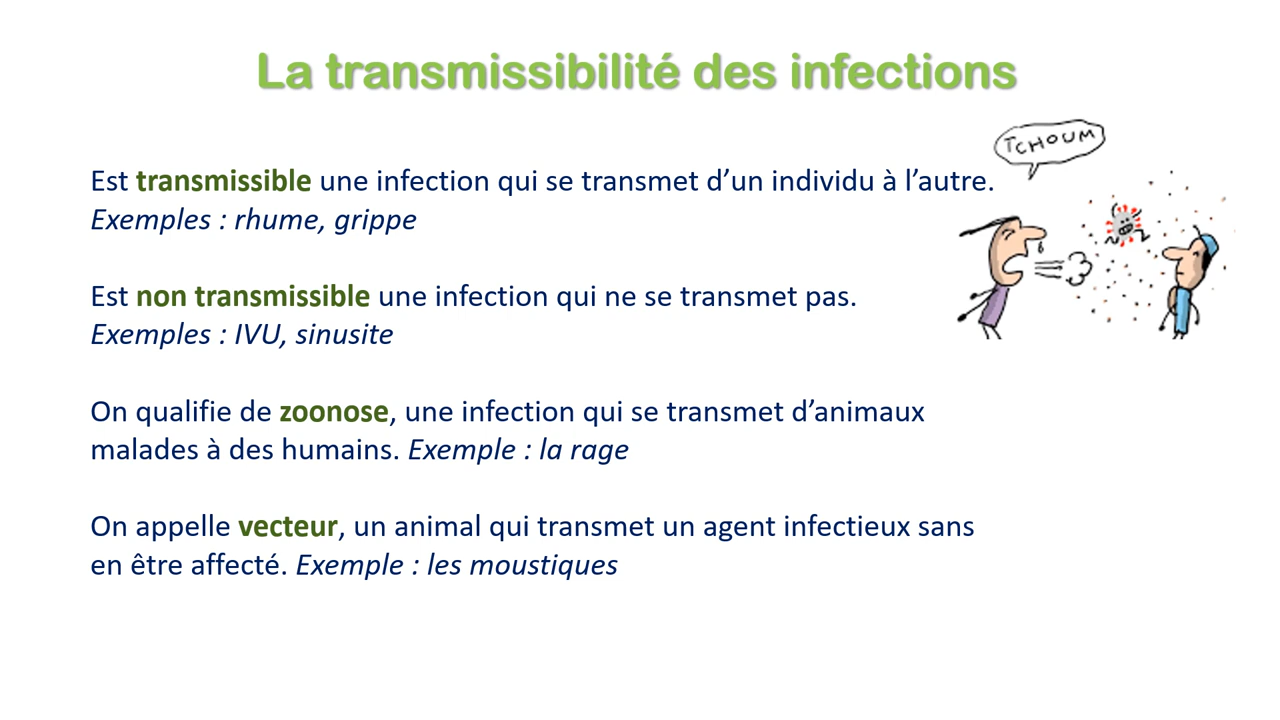 La transmissibilité des infections
TCHOUM
Est transmissible une infection qui se transmet d’un individu à l’autre.
Exemples : rhume, grippe
Est non transmissible une infection qui ne se transmet pas.
Exemples : IVU, sinusite
On qualifie de zoonose, une infection qui se transmet d’animaux
malades à des humains. Exemple : la rage
On appelle vecteur, un animal qui transmet un agent infectieux sans
en être affecté. Exemple : les moustiques